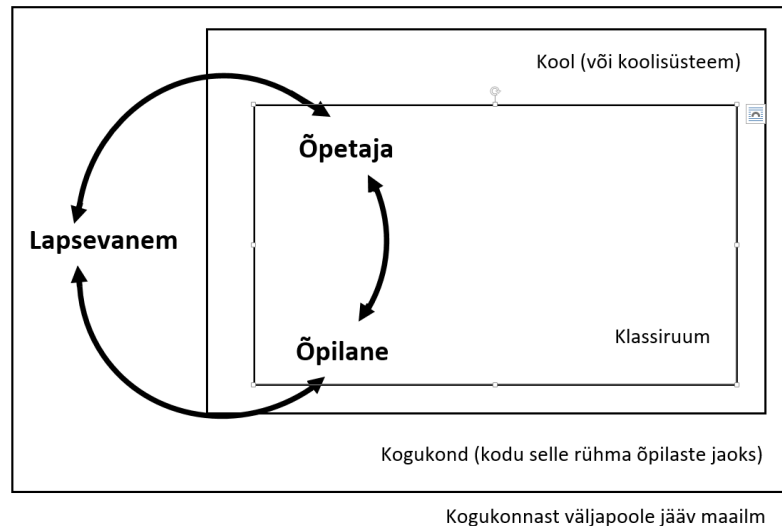 Kool (või koolisüsteem)
Õpetaja
Lapsevanem
Klassiruum
Õpilane
Kogukond (kodu selle rühma õpilaste jaoks)
Kogukonnast väljapoole jääv maailm